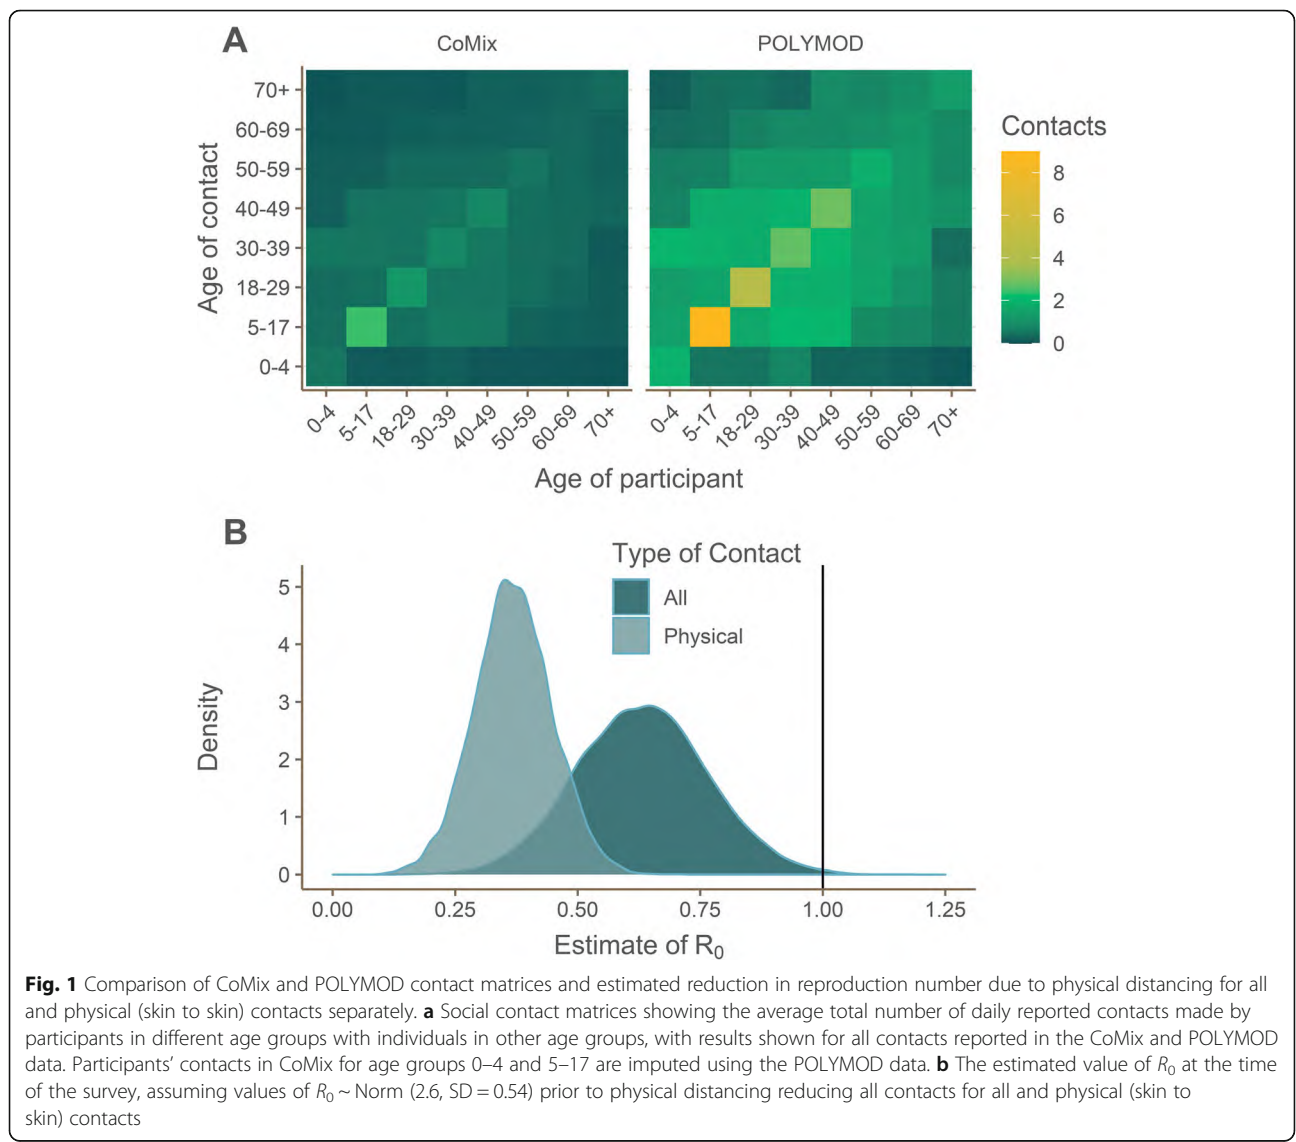 A
CoMix
POLYMOD
Age of contact
70+
60-69
50-59
40-49
30-39
18-29
5-17
0-4
0-4
5-17
18-29
30-39
40-49
50-59
60-69
70+
0-4
5-17
18-29
30-39
40-49
50-59
60-69
70+
Age of participant
Contacts
8
6
4
2
0
B
Type of Contact
All
Physical
Density
5
4
3
2
1
0
0.00
0.25
0.50
0.75
1.00
1.25
Estimate of R0
Fig. 1 Comparison of CoMix and POLYMOD contact matrices and estimated reduction in reproduction number due to physical distancing for all
and physical (skin to skin) contacts separately. a Social contact matrices showing the average total number of daily reported contacts made by
participants in different age groups with individuals in other age groups, with results shown for all contacts reported in the CoMix and POLYMOD
data. Participants’ contacts in CoMix for age groups 0–4 and 5–17 are imputed using the POLYMOD data. b The estimated value of R0 at the time
of the survey, assuming values of R0 ~ Norm (2.6, SD = 0.54) prior to physical distancing reducing all contacts for all and physical (skin to
skin) contacts